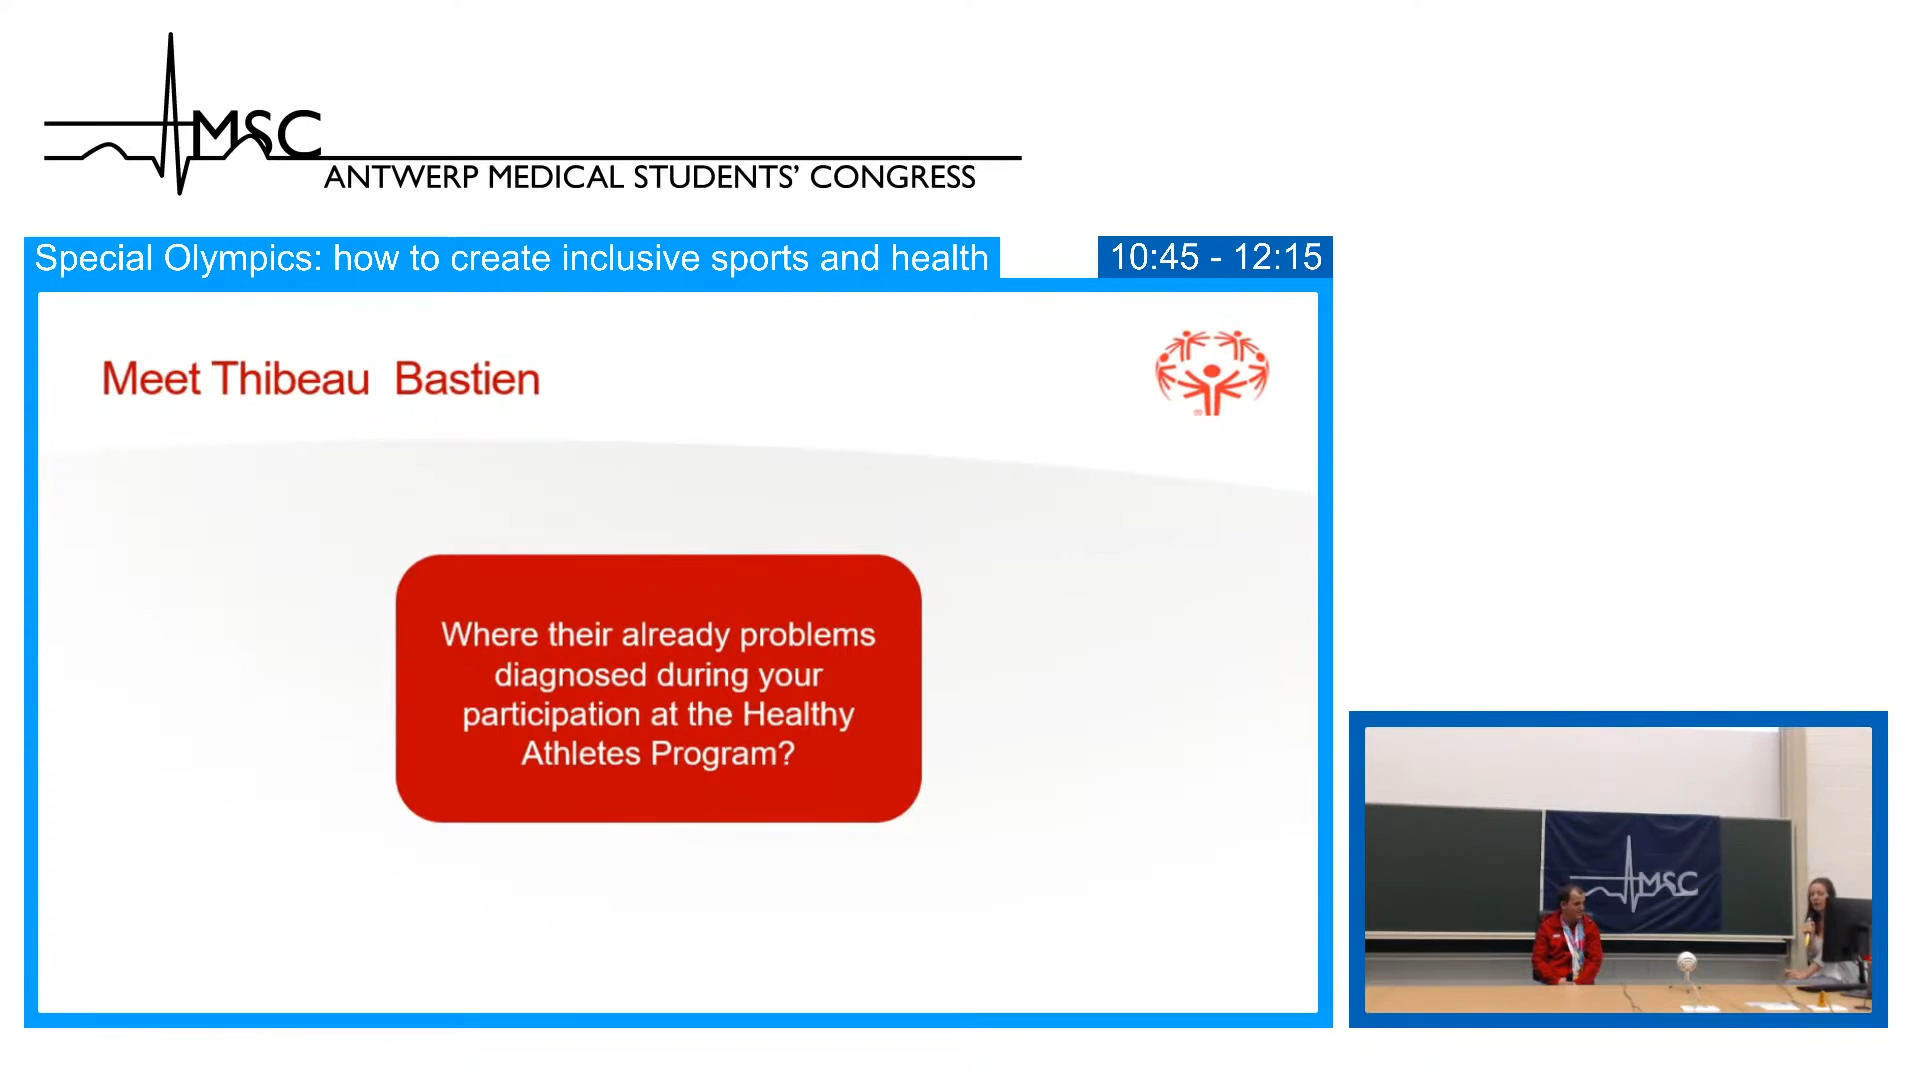 MSC
ANTWERP MEDICAL STUDENTS' CONGRESS
Special Olympics: how to create inclusive sports and health
10:45 - 12:15
Meet Thibeau Bastien
Where their already problems
diagnosed during your
participation at the Healthy
Athletes Program?
MSC